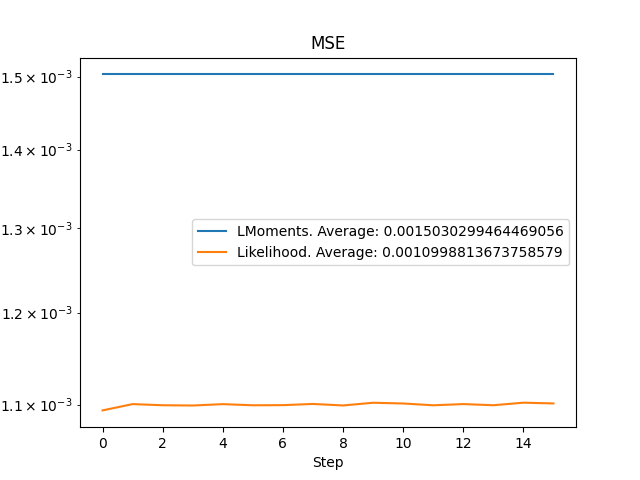 MSE
1.5 × 10⁻³
1.4 × 10⁻³
1.3 × 10⁻³
1.2 × 10⁻³
1.1 × 10⁻³
LMoments. Average: 0.0015030299464469056
Likelihood. Average: 0.0010998813673758579
0 2 4 6 8 10 12 14
Step